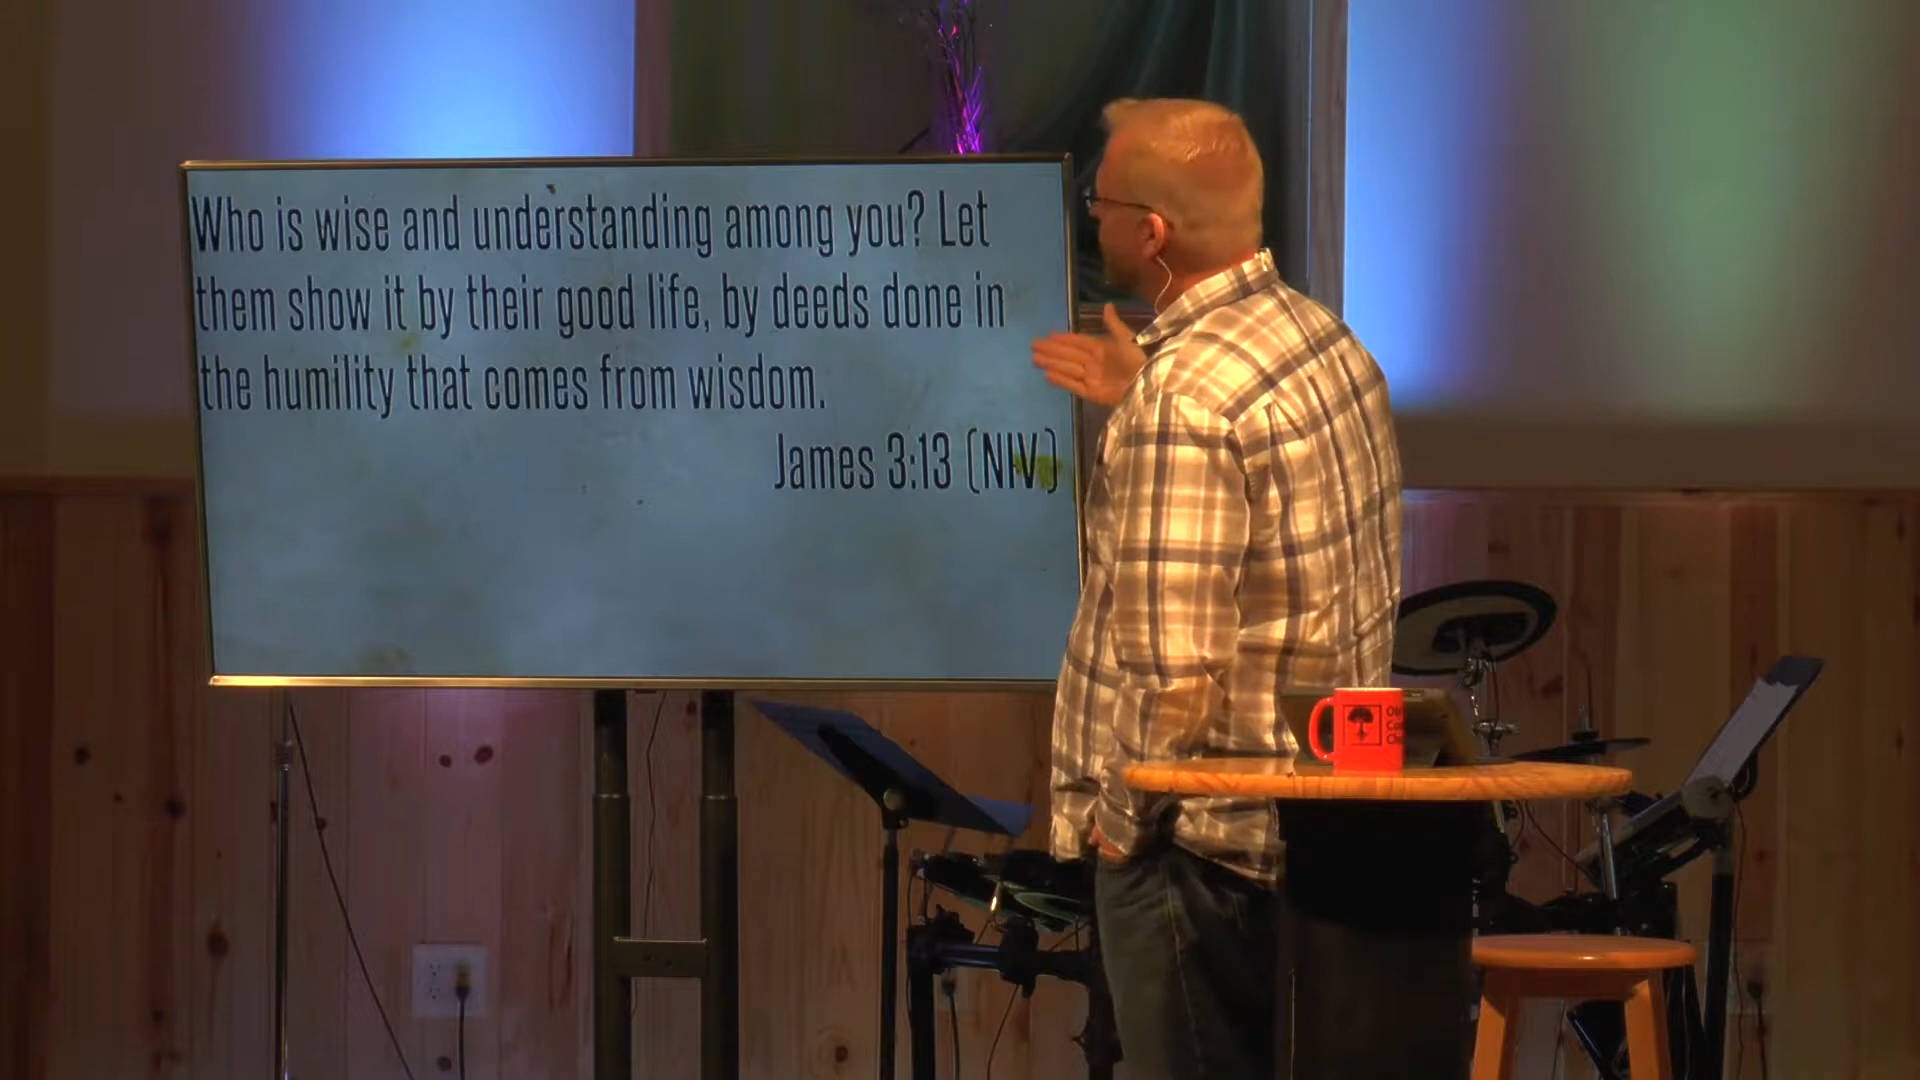 Who is wise and understanding among you? Let
them show it by their good life, by deeds done in
the humility that comes from wisdom.
James 3:13 (NIV)